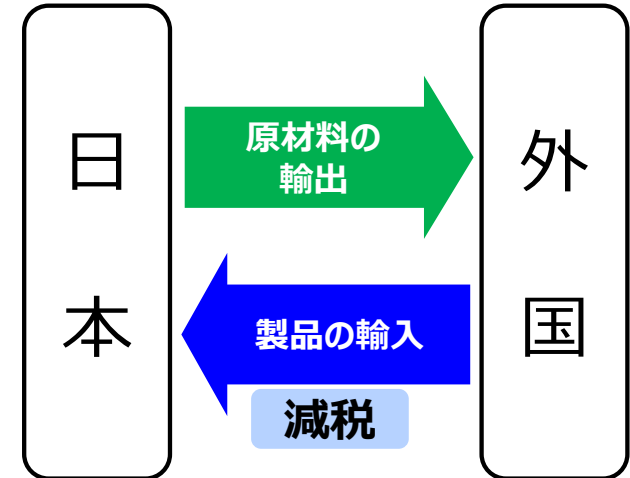 日本
原材料の
輸出
製品の輸入
減税
外国